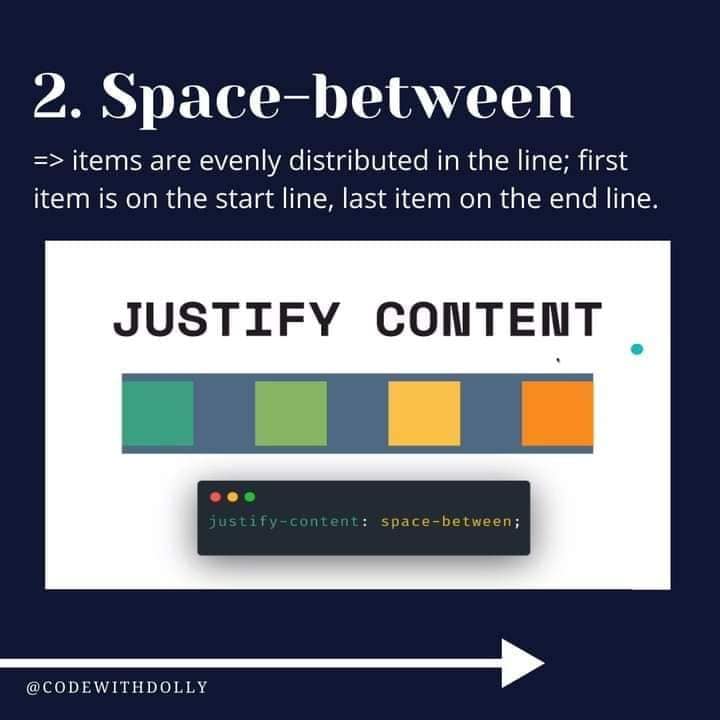 2. Space-between
=> items are evenly distributed in the line; first
item is on the start line, last item on the end line.
JUSTIFY CONTENT
justify-content: space-between;
@CODEWITHDOLLY